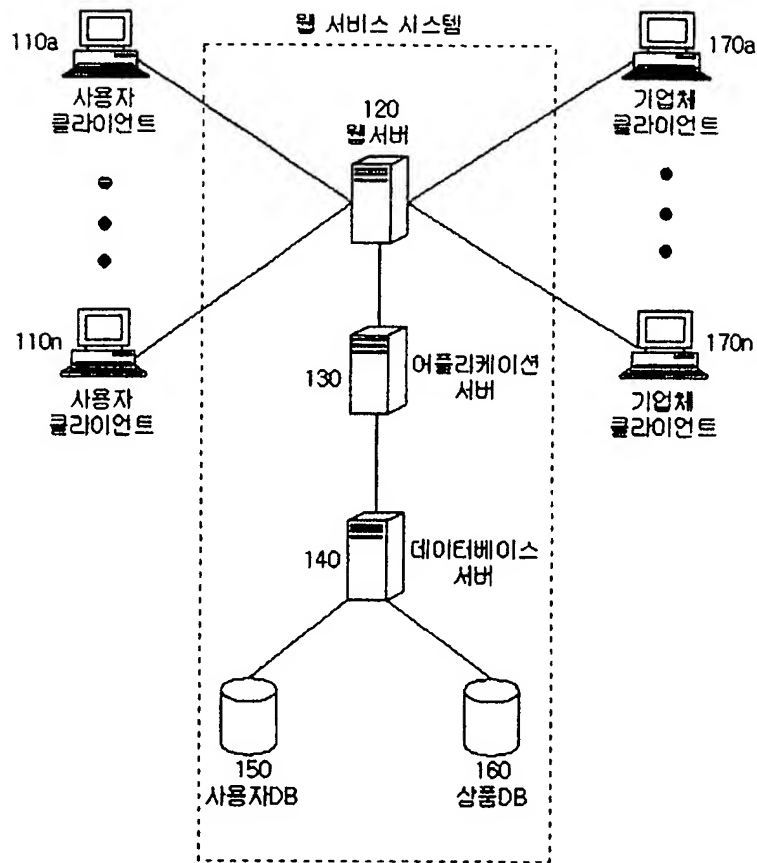 웹 서비스 시스템
110a
사용자
클라이언트
170a
기업체
클라이언트
120
웹서버
110n
사용자
클라이언트
130
어플리케이션
서버
170n
기업체
클라이언트
140
데이터베이스
서버
150
사용자DB
160
상품DB